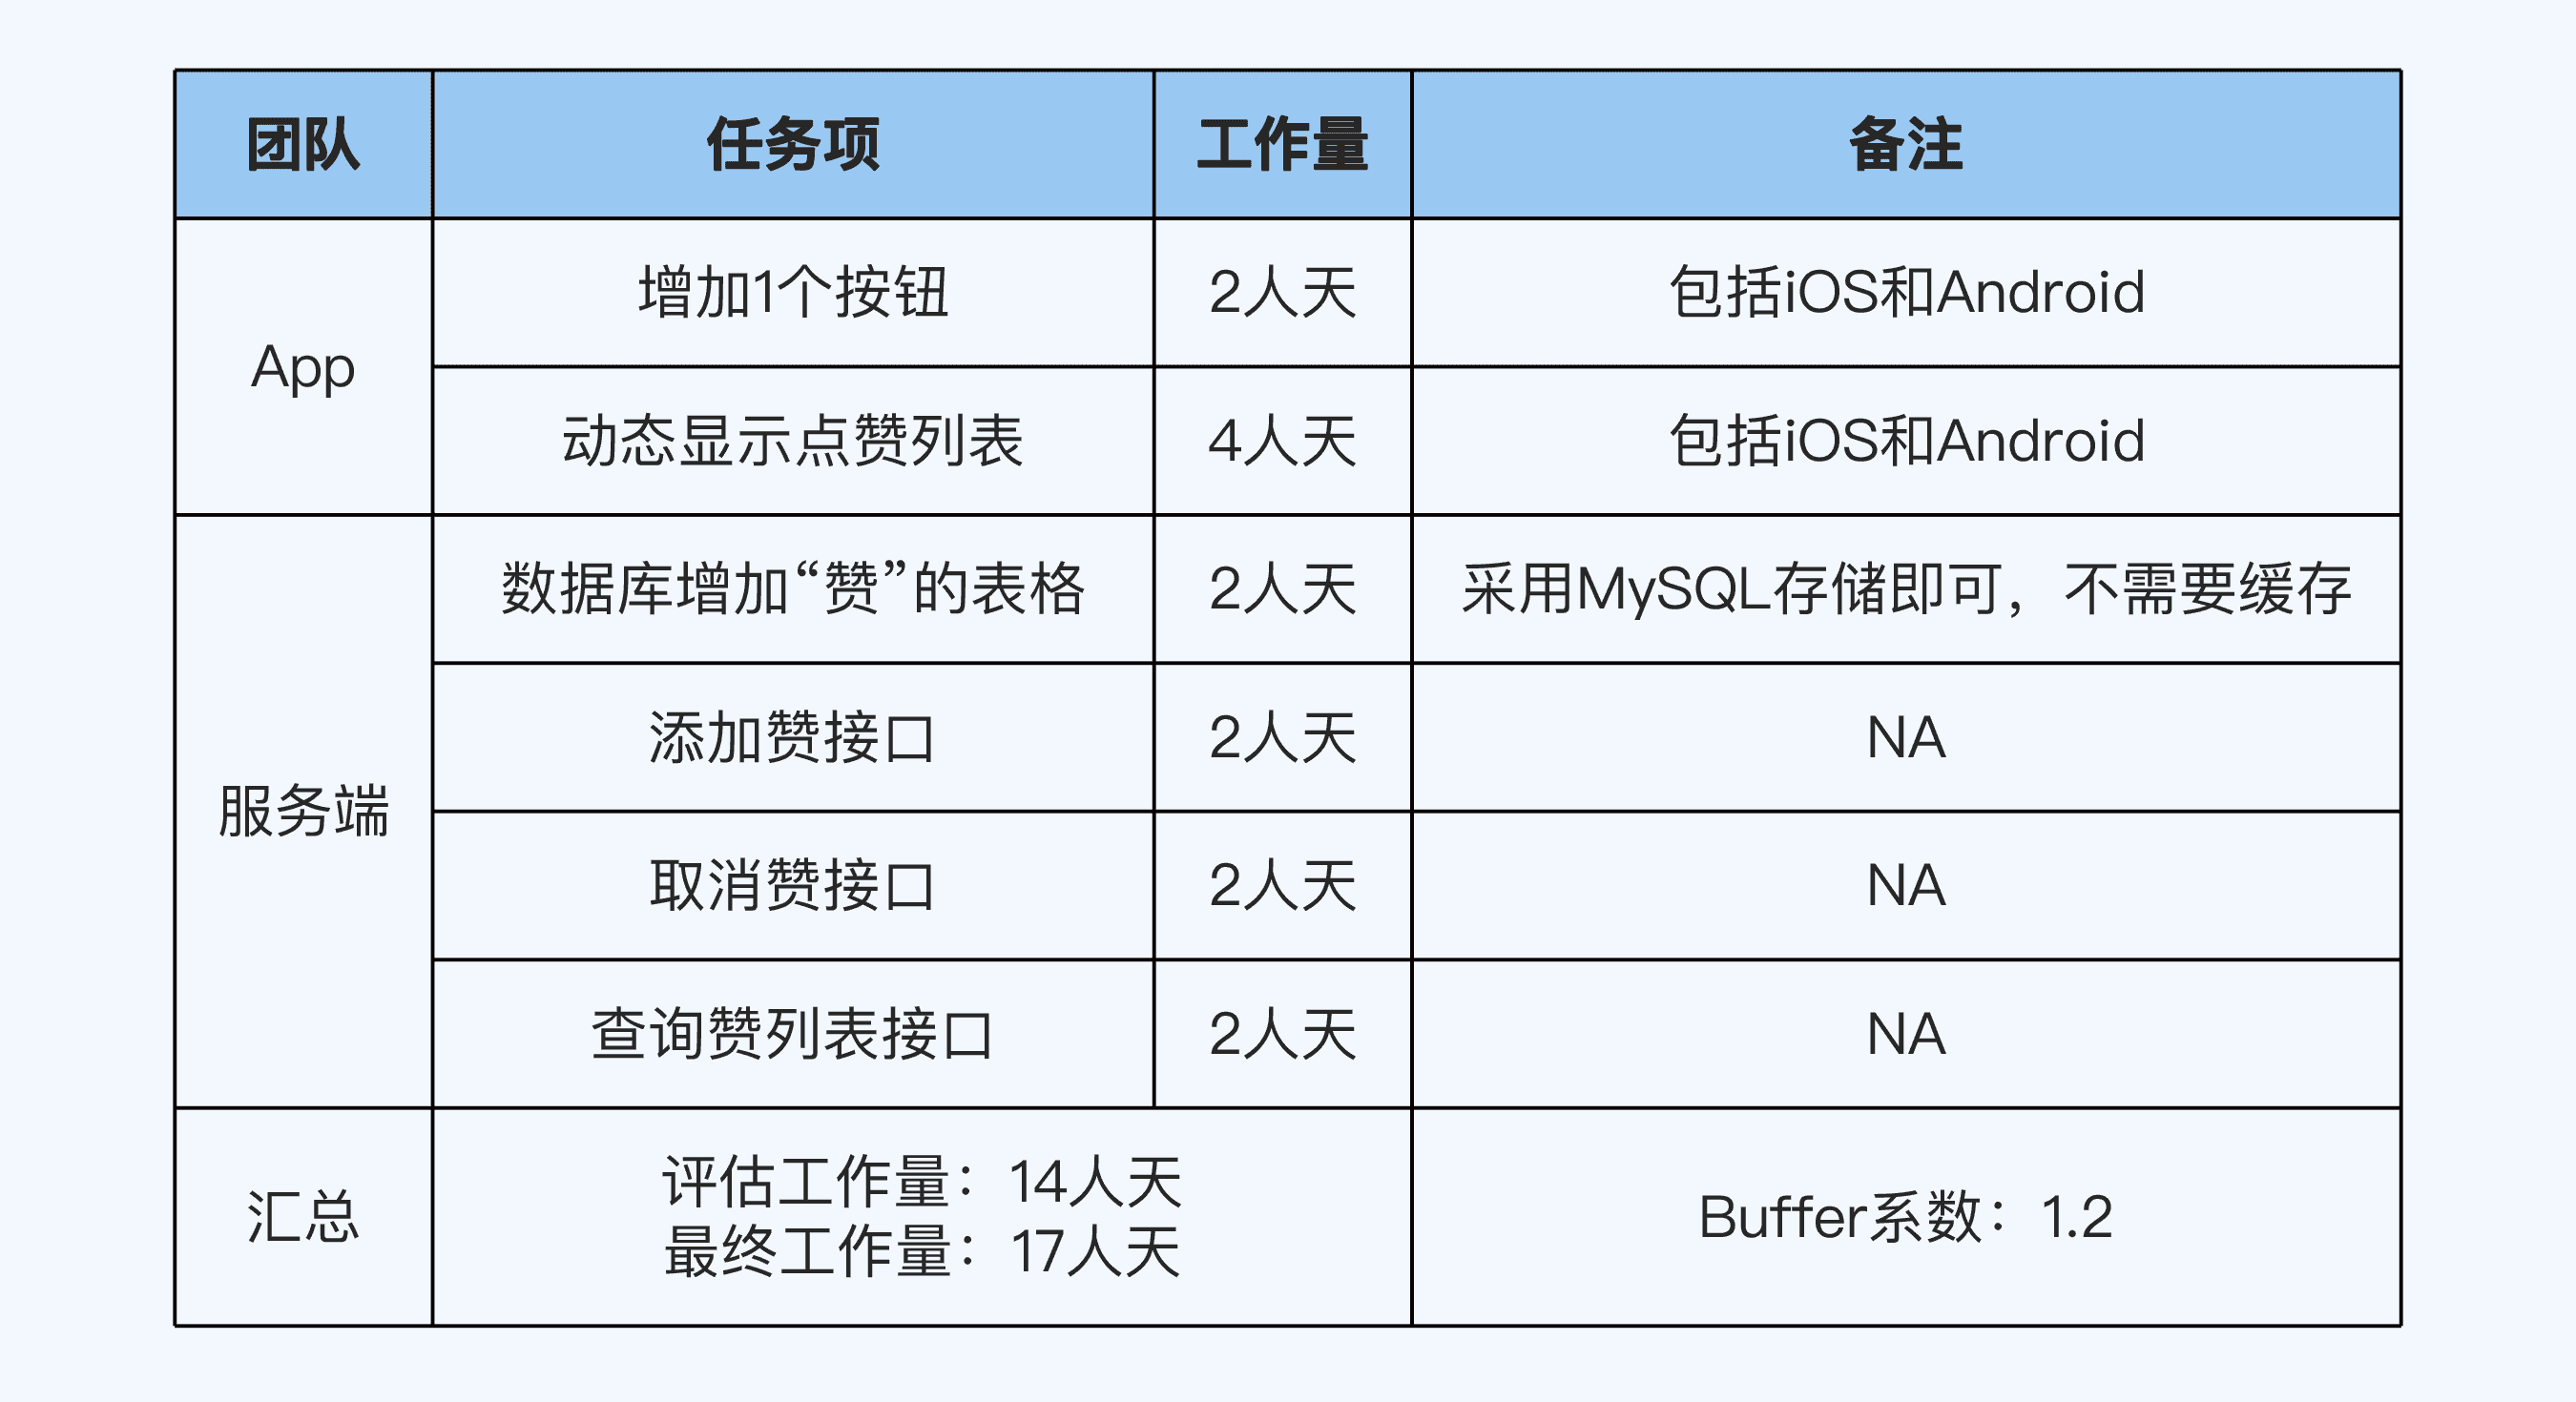 团队 任务项 工作量 备注
App
增加1个按钮 2人天 包括iOS和Android
动态显示点赞列表 4人天 包括iOS和Android
服务端
数据库增加“赞”的表格 2人天 采用MySQL存储即可，不需要缓存
添加赞接口 2人天 NA
取消赞接口 2人天 NA
查询赞列表接口 2人天 NA
汇总
评估工作量：14人天
最终工作量：17人天
Buffer系数：1.2